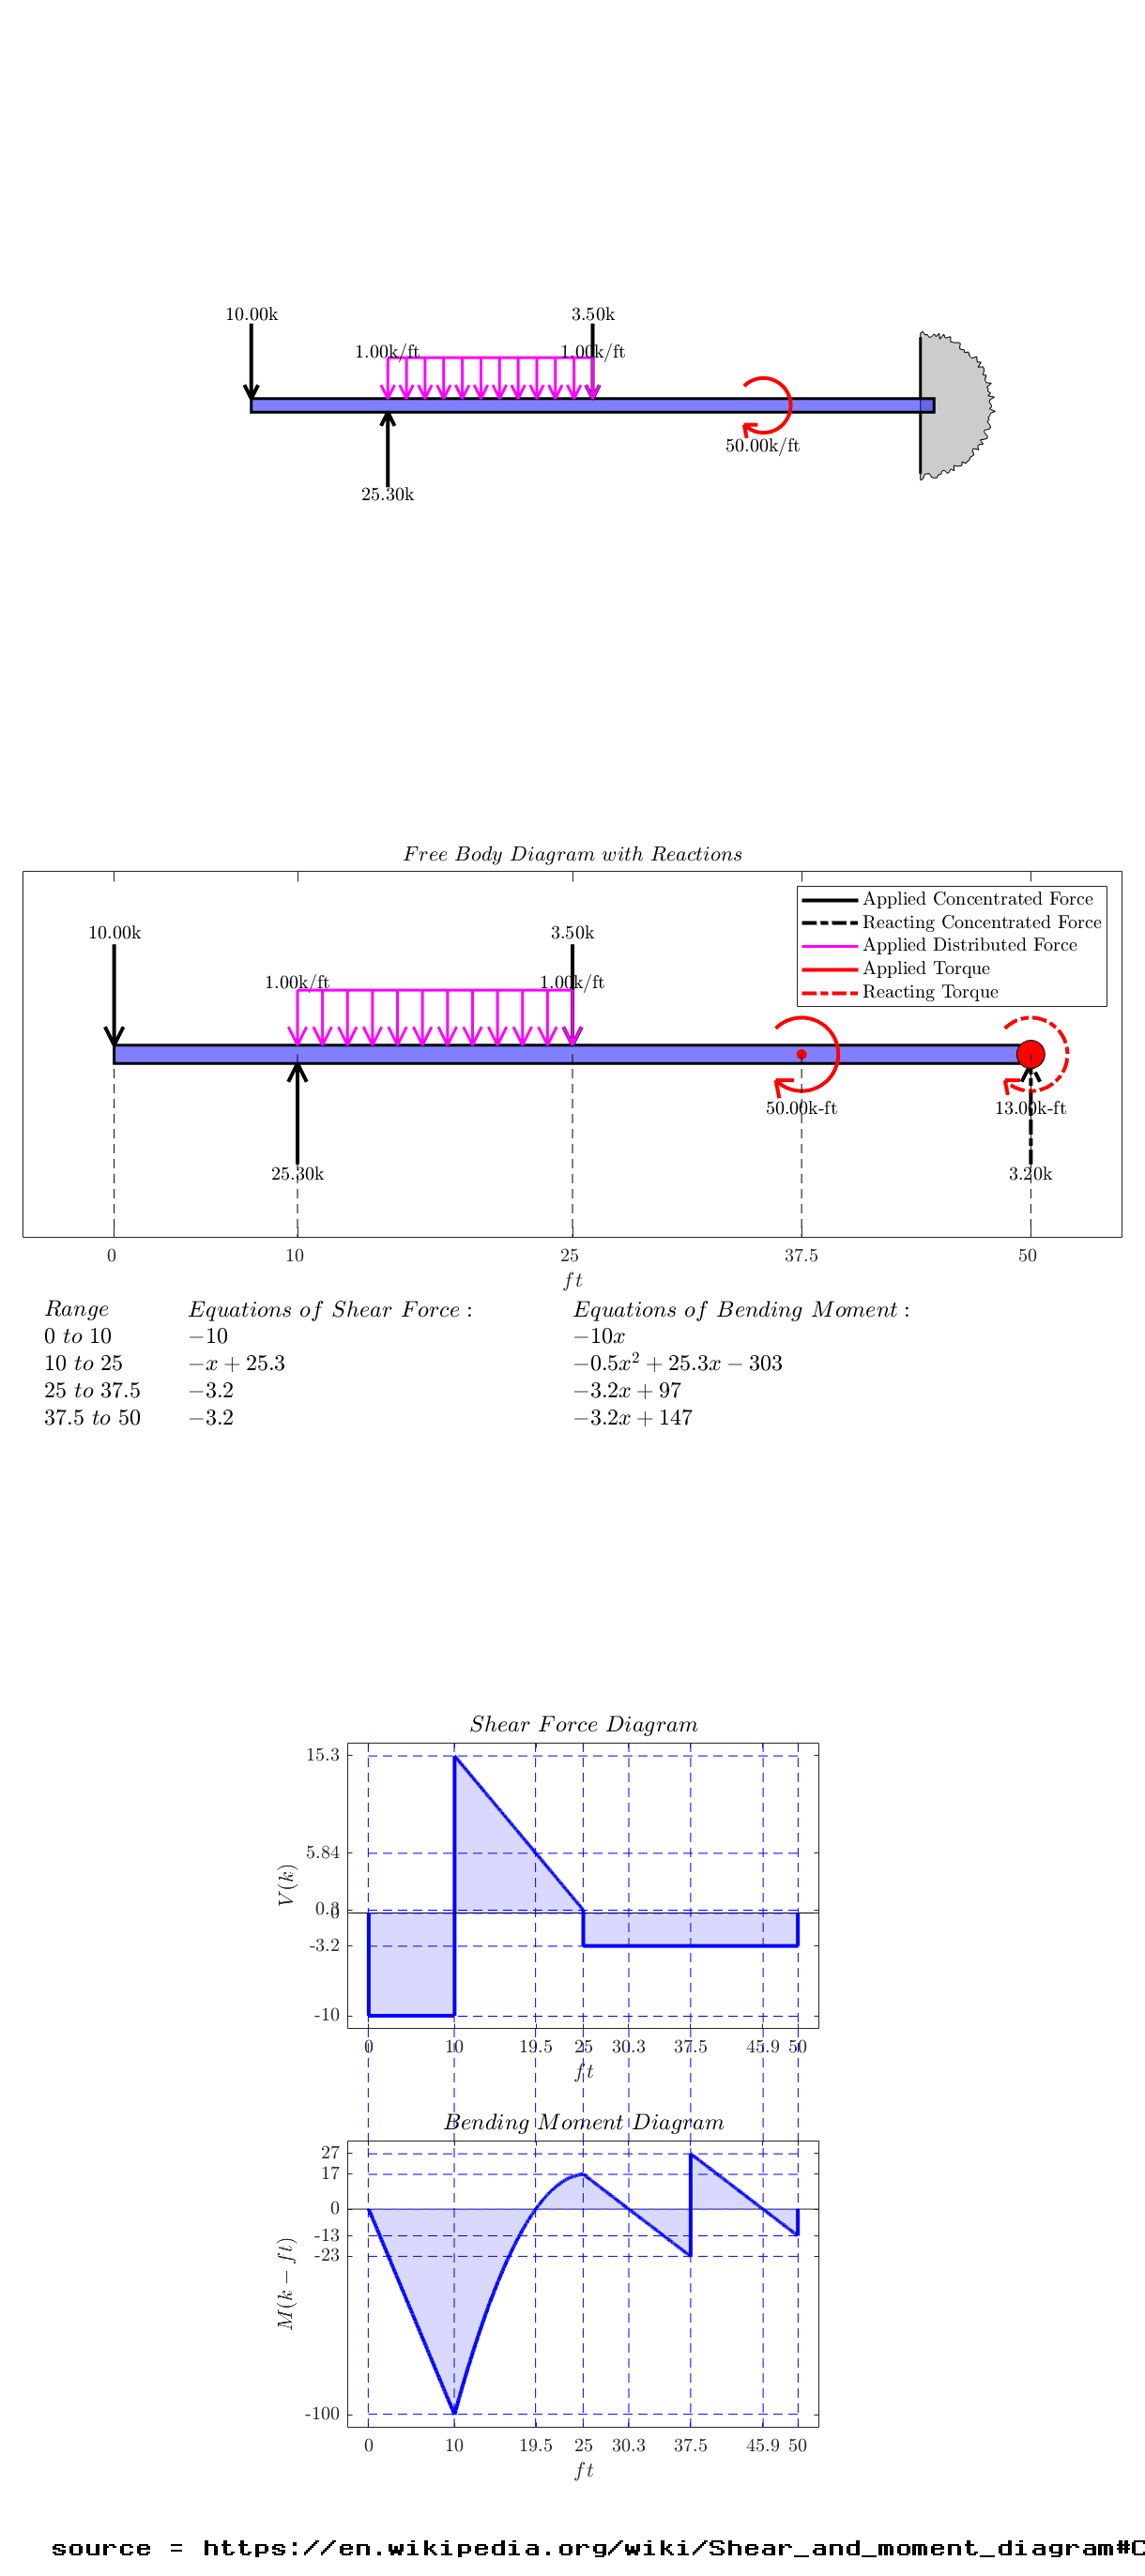 10.00k 3.50k
1.00k/ft 1.00k/ft
50.00k/ft
25.30k
Free Body Diagram with Reactions
Applied Concentrated Force
Reacting Concentrated Force
Applied Distributed Force
Applied Torque
Reacting Torque
10.00k 3.50k
1.00k/ft 1.00k/ft
50.00k-ft 13.00k-ft
25.30k 3.20k
0 10 25 37.5 50
ft
Range Equations of Shear Force : Equations of Bending Moment :
0 to 10 −10 −10x
10 to 25 −x + 25.3 −0.5x² + 25.3x − 303
25 to 37.5 −3.2 −3.2x + 97
37.5 to 50 −3.2 −3.2x + 147
Shear Force Diagram
15.3
5.84
0.3
0
-3.2
-10
V(k)
0 10 19.5 25 30.3 37.5 45.9 50
ft
Bending Moment Diagram
27
17
0
-13
-23
-100
M(k − ft)
0 10 19.5 25 30.3 37.5 45.9 50
ft
source = https://en.wikipedia.org/wiki/Shear_and_moment_diagram#C